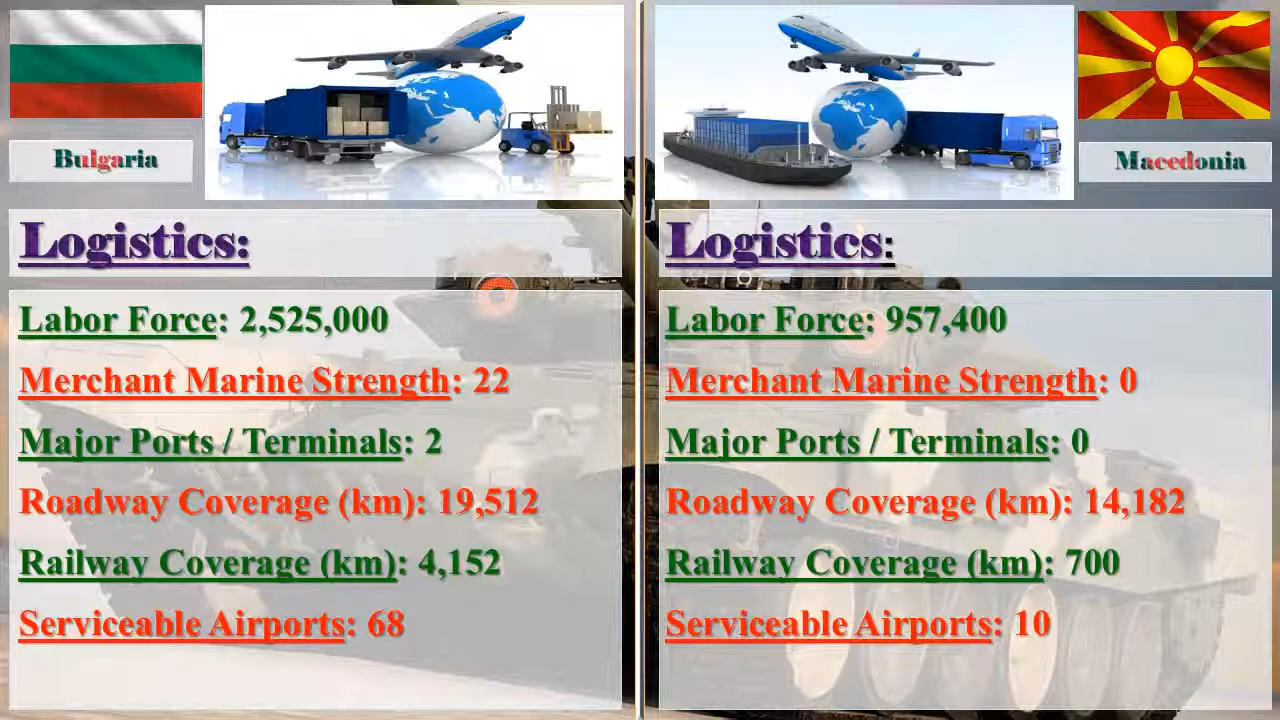 Bulgaria
Logistics:
Labor Force: 2,525,000
Merchant Marine Strength: 22
Major Ports / Terminals: 2
Roadway Coverage (km): 19,512
Railway Coverage (km): 4,152
Serviceable Airports: 68
Macedonia
Logistics:
Labor Force: 957,400
Merchant Marine Strength: 0
Major Ports / Terminals: 0
Roadway Coverage (km): 14,182
Railway Coverage (km): 700
Serviceable Airports: 10